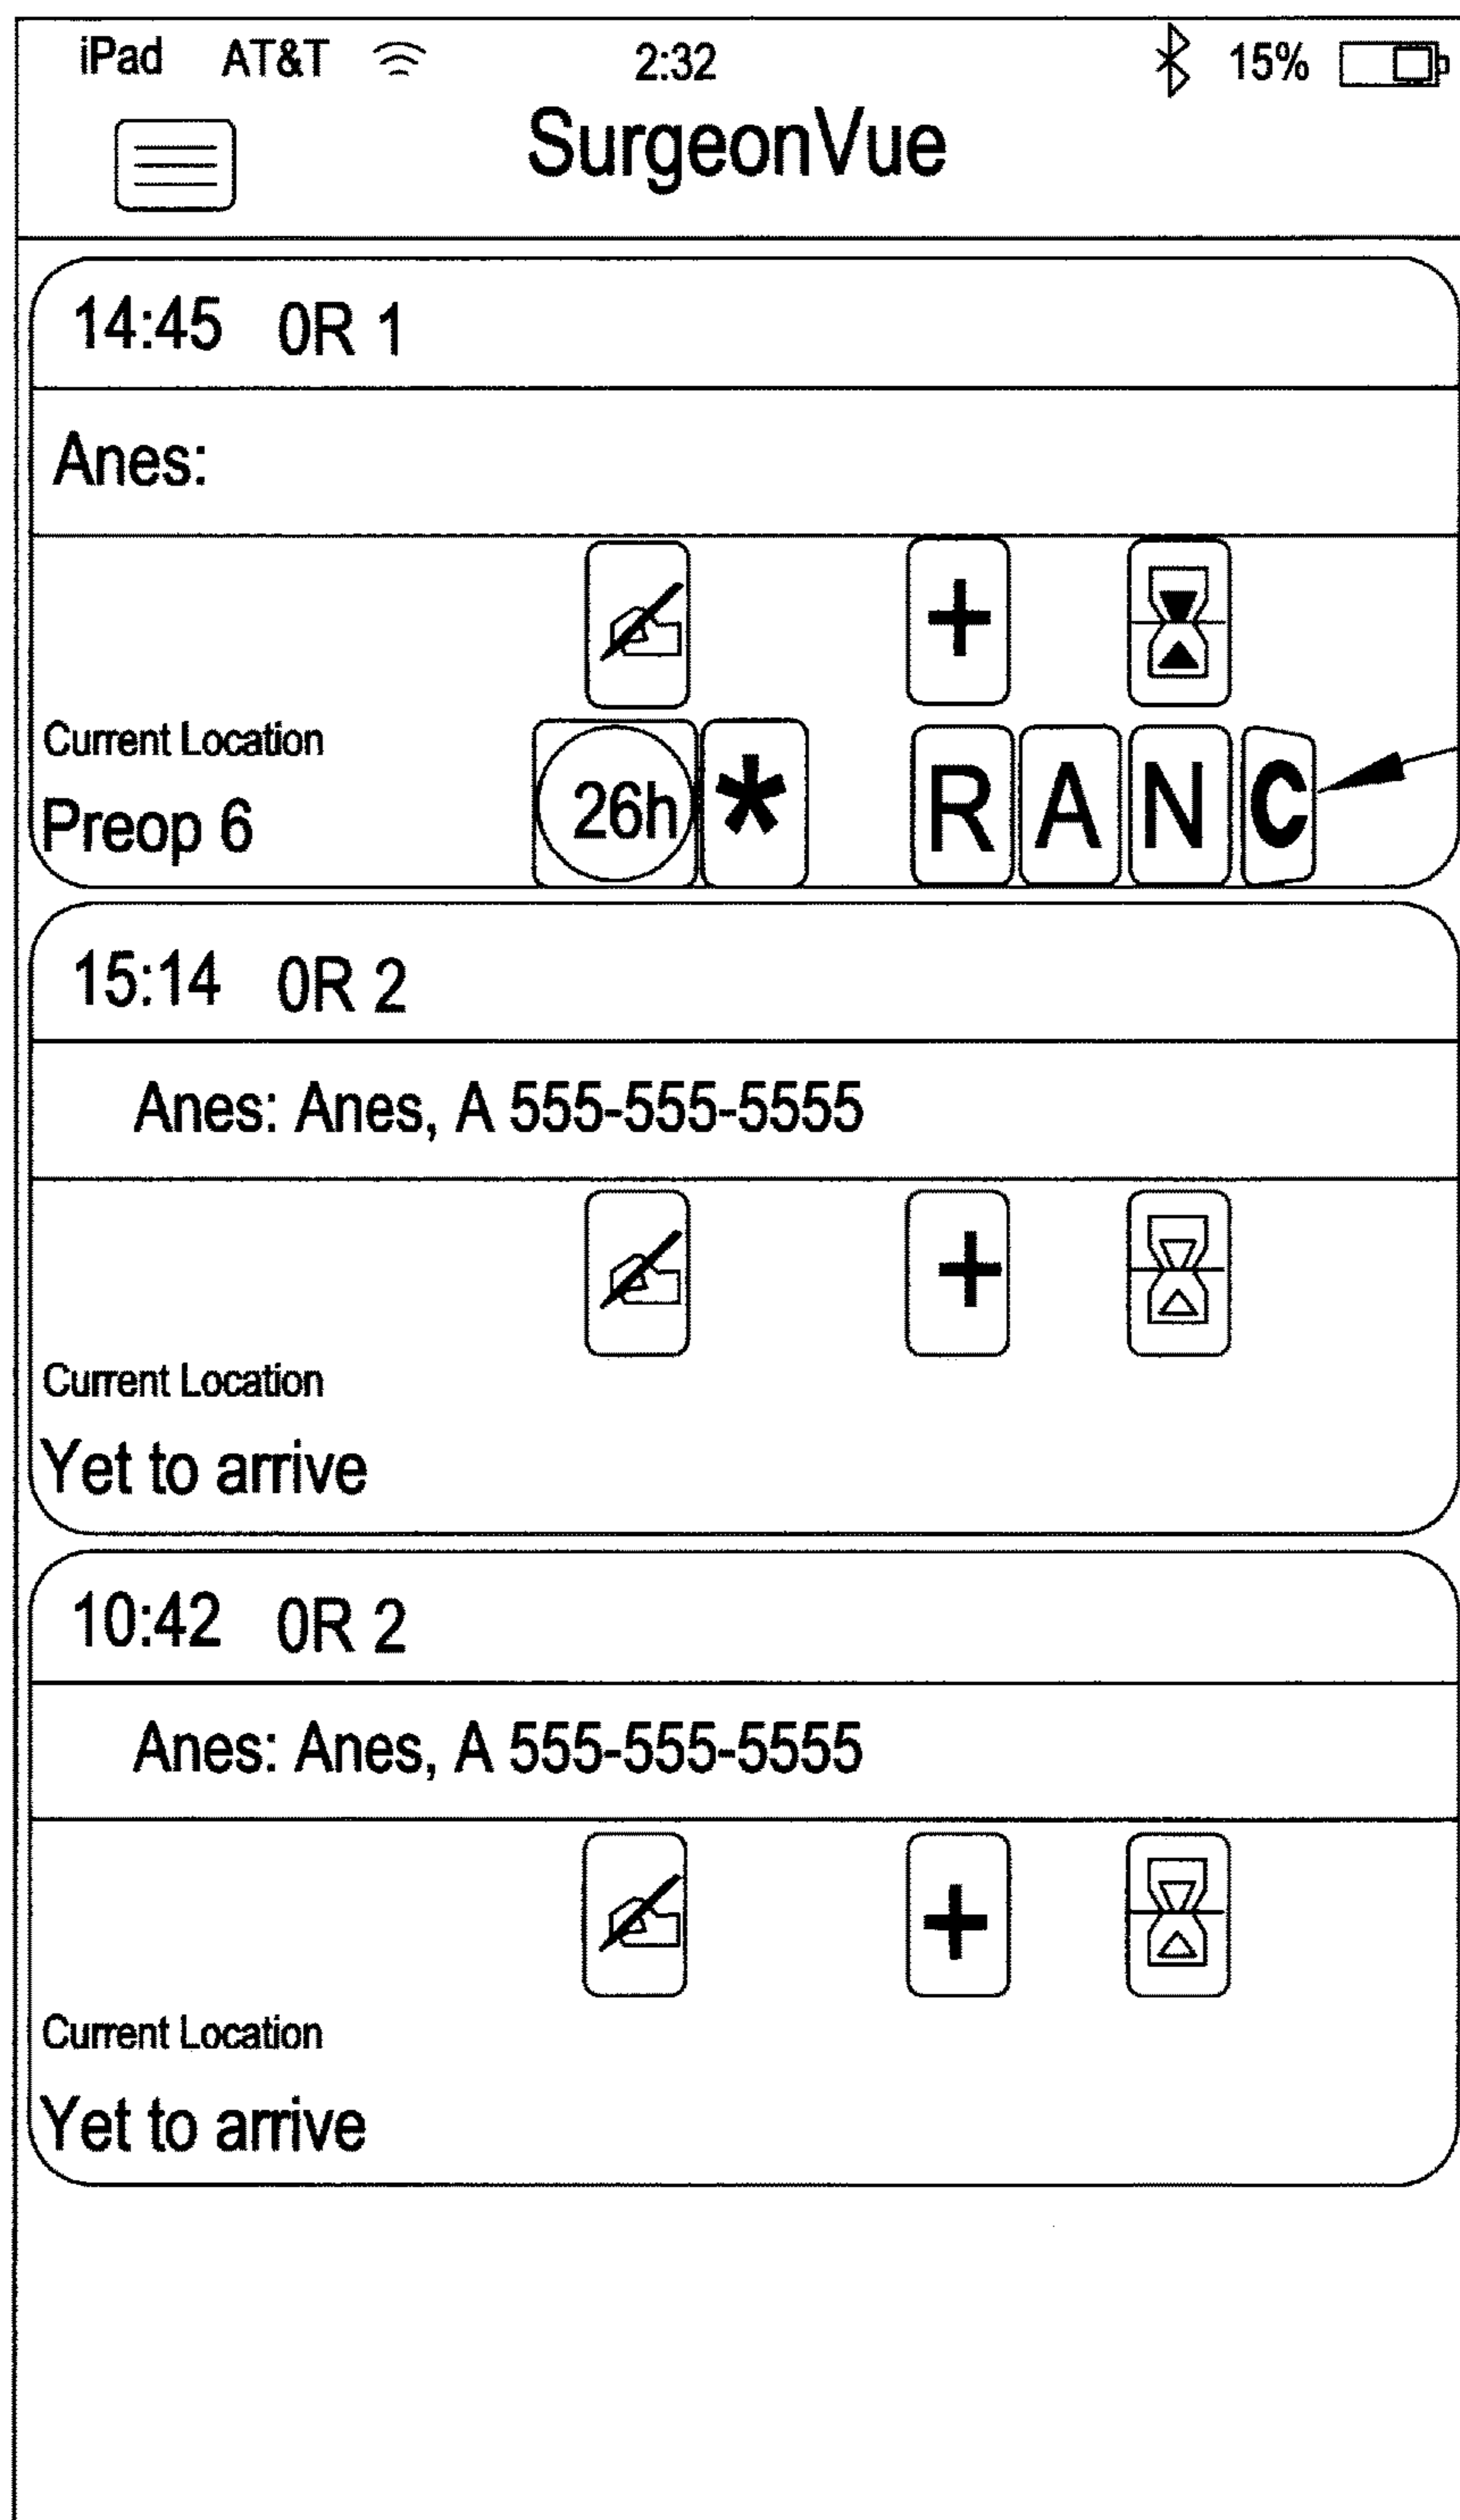 iPad AT&T 2:32 15%
SurgeonVue
14:45 0R 1
Anes:
+
Current Location
Preop 6
26h * R A N C
15:14 0R 2
Anes: Anes, A 555-555-5555
+
Current Location
Yet to arrive
10:42 0R 2
Anes: Anes, A 555-555-5555
+
Current Location
Yet to arrive